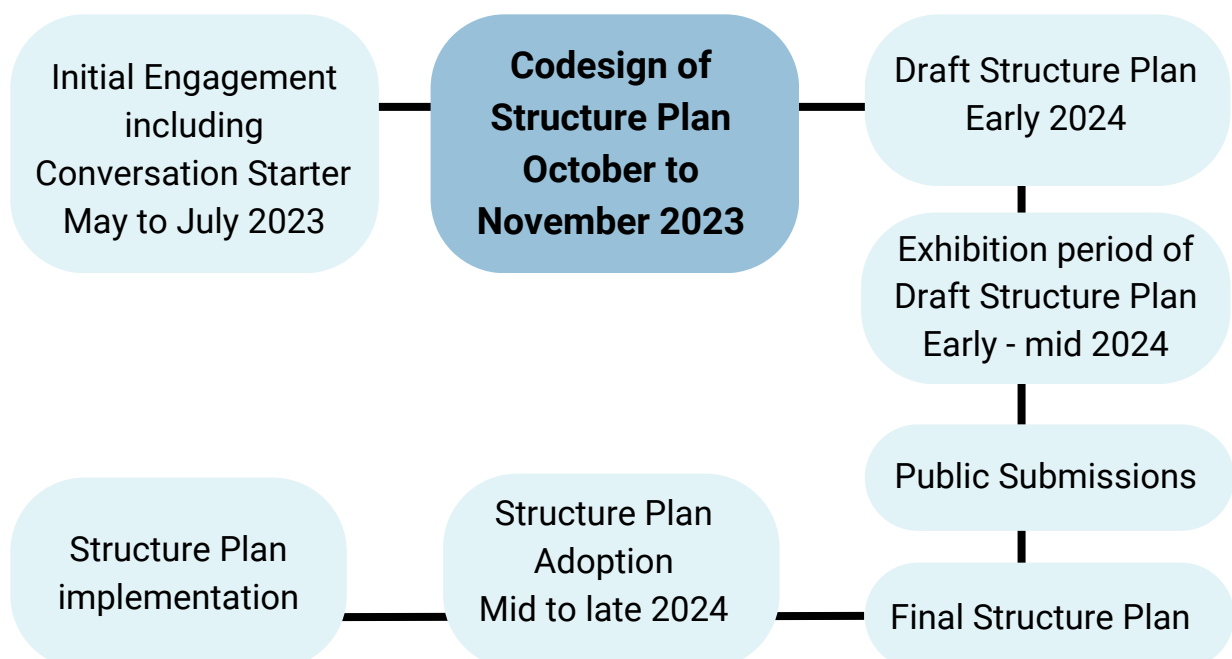 Initial Engagement
including
Conversation Starter
May to July 2023
Codesign of
Structure Plan
October to
November 2023
Draft Structure Plan
Early 2024
Exhibition period of
Draft Structure Plan
Early - mid 2024
Public Submissions
Final Structure Plan
Structure Plan
Adoption
Mid to late 2024
Structure Plan
implementation